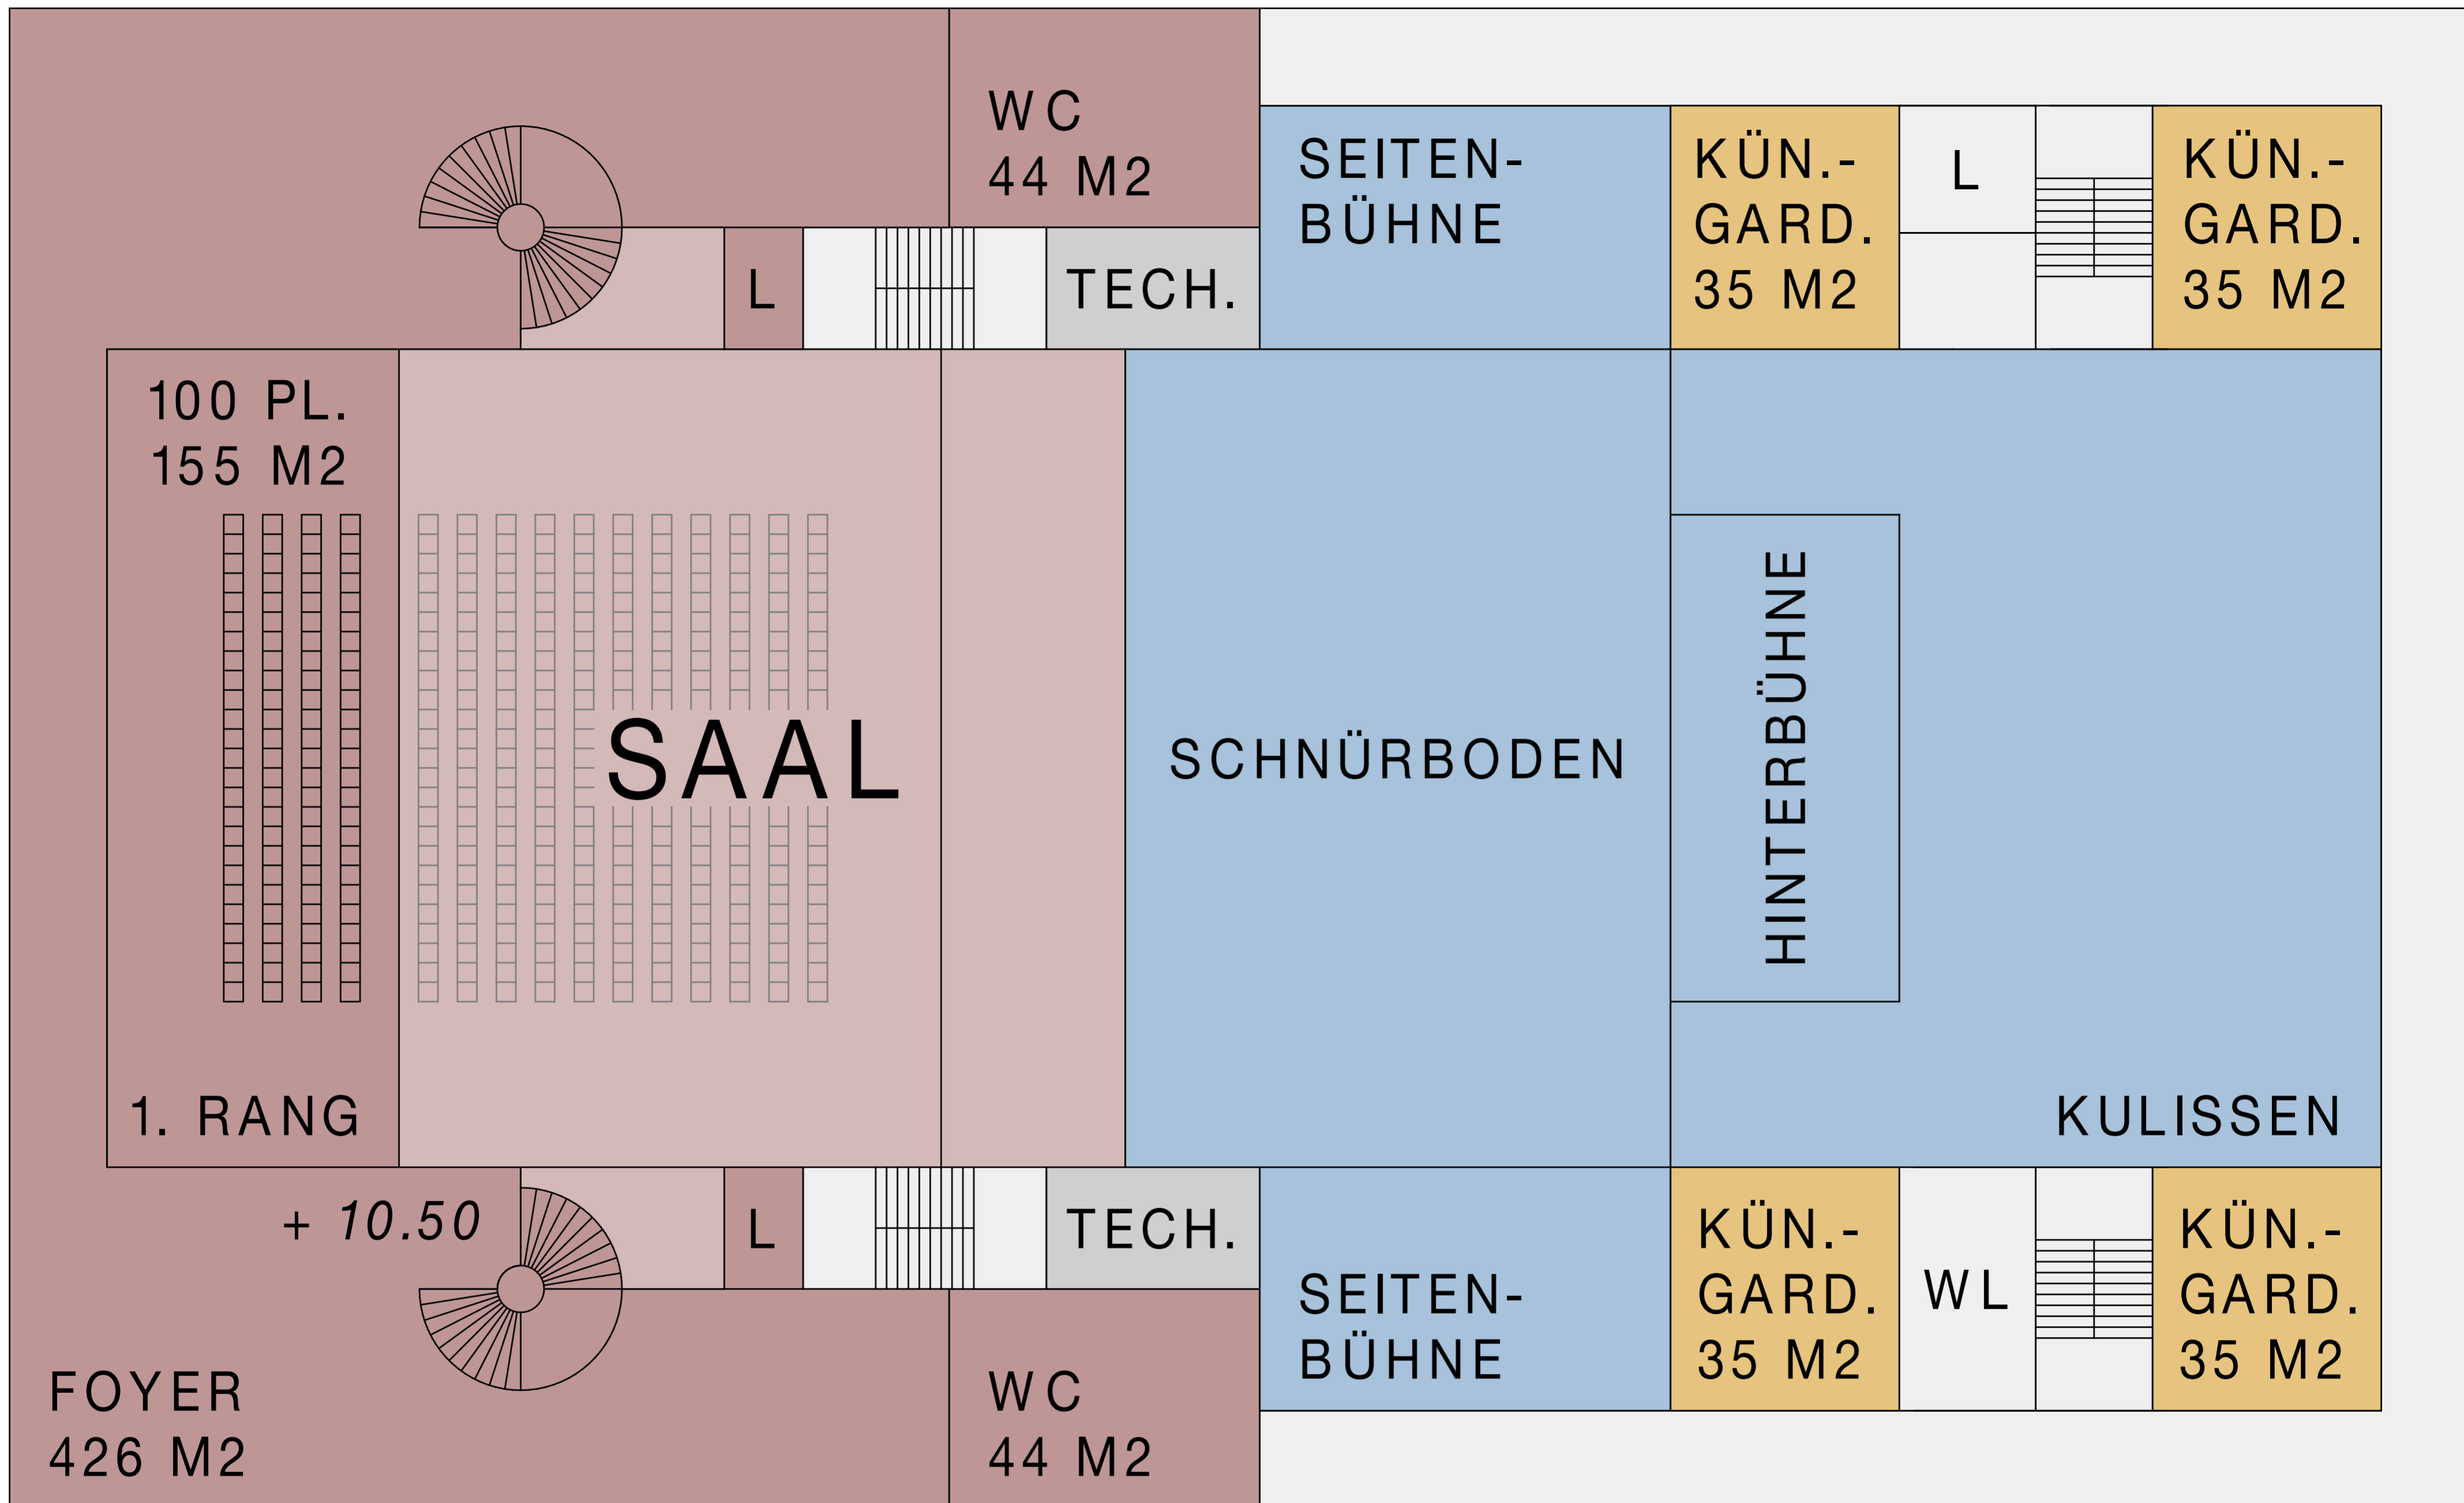 WC
44 M2
SEITEN-
BÜHNE
KÜN.-
GARD.
35 M2
L
KÜN.-
GARD.
35 M2
L
TECH.
100 PL.
155 M2
SAAL
SCHNÜRBODEN
HINTERBÜHNE
1. RANG
KULISSEN
+ 10.50
L
TECH.
SEITEN-
BÜHNE
KÜN.-
GARD.
35 M2
WL
KÜN.-
GARD.
35 M2
FOYER
426 M2
WC
44 M2